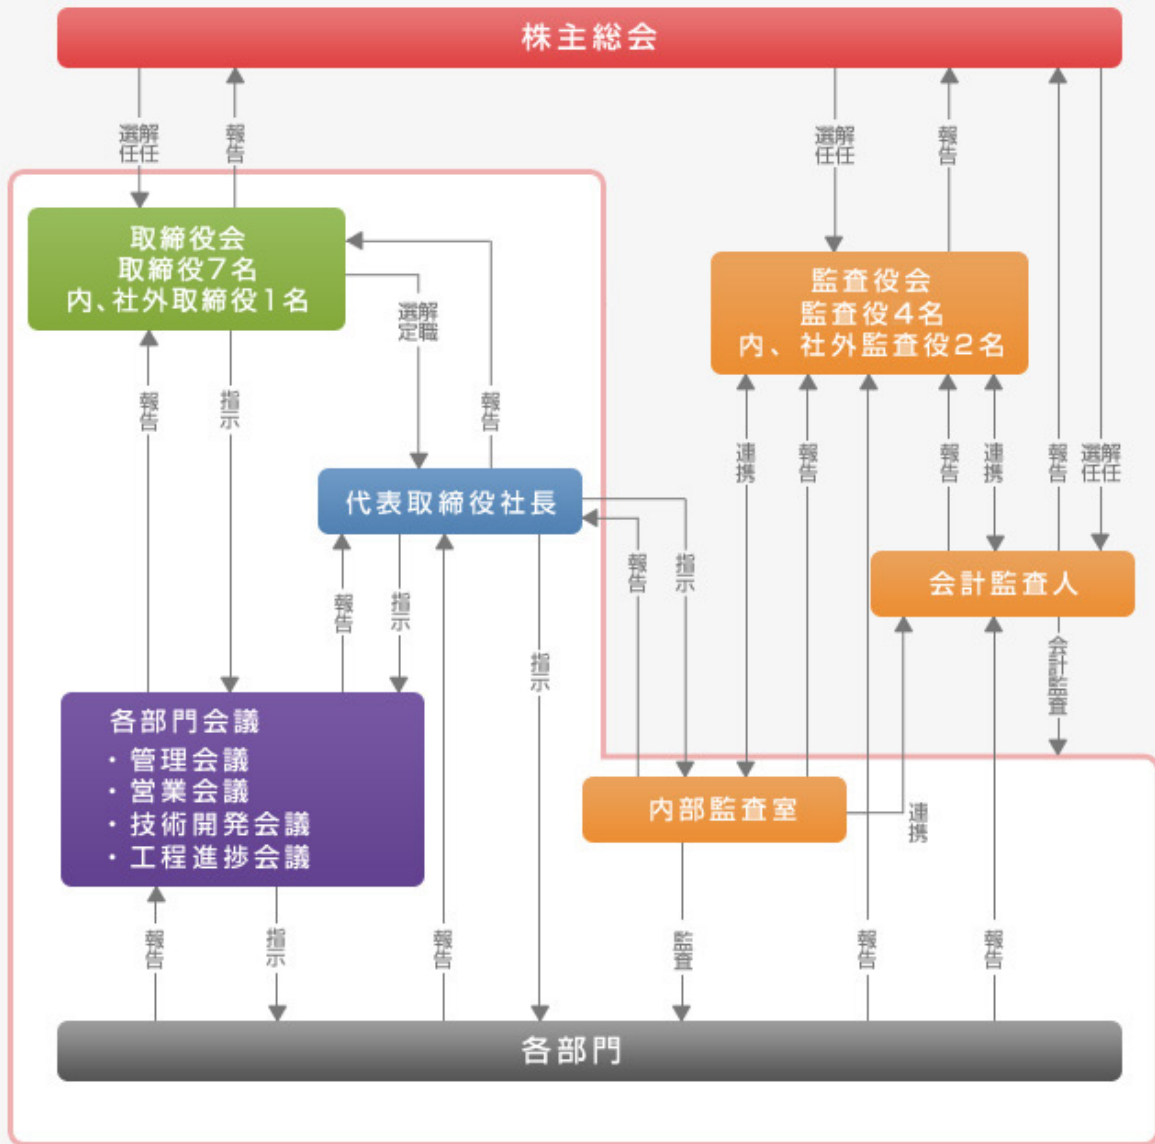 株主総会
選任
解任
報告
選任
解任
報告
取締役会
取締役7名
内、社外取締役1名
監査役会
監査役4名
内、社外監査役2名
選定
解職
報告
報告
指示
連携
報告
報告
連携
報告
選任
解任
代表取締役社長
報告
指示
会計監査人
報告
指示
指示
会計監査
各部門会議
・管理会議
・営業会議
・技術開発会議
・工程進捗会議
内部監査室
連携
報告
指示
報告
監査
報告
報告
各部門